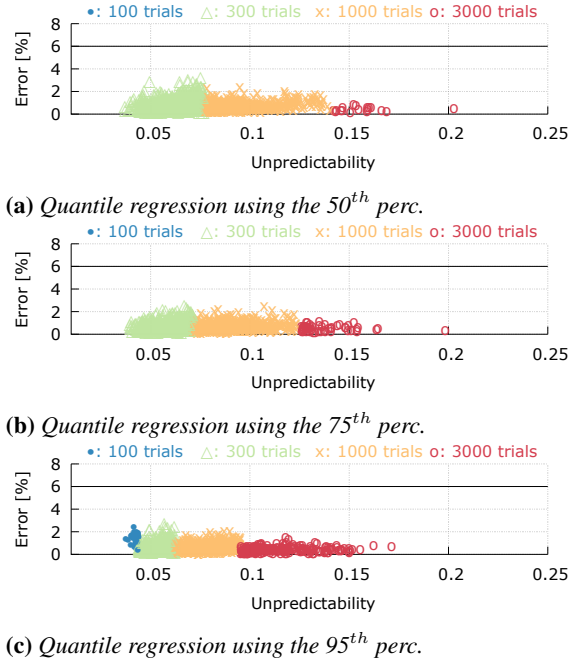 •: 100 trials △: 300 trials x: 1000 trials o: 3000 trials
8
6
4
2
0
Error [%]
0.05 0.1 0.15 0.2 0.25
Unpredictability
(a) Quantile regression using the 50th perc.
•: 100 trials △: 300 trials x: 1000 trials o: 3000 trials
8
6
4
2
0
Error [%]
0.05 0.1 0.15 0.2 0.25
Unpredictability
(b) Quantile regression using the 75th perc.
•: 100 trials △: 300 trials x: 1000 trials o: 3000 trials
8
6
4
2
0
Error [%]
0.05 0.1 0.15 0.2 0.25
Unpredictability
(c) Quantile regression using the 95th perc.